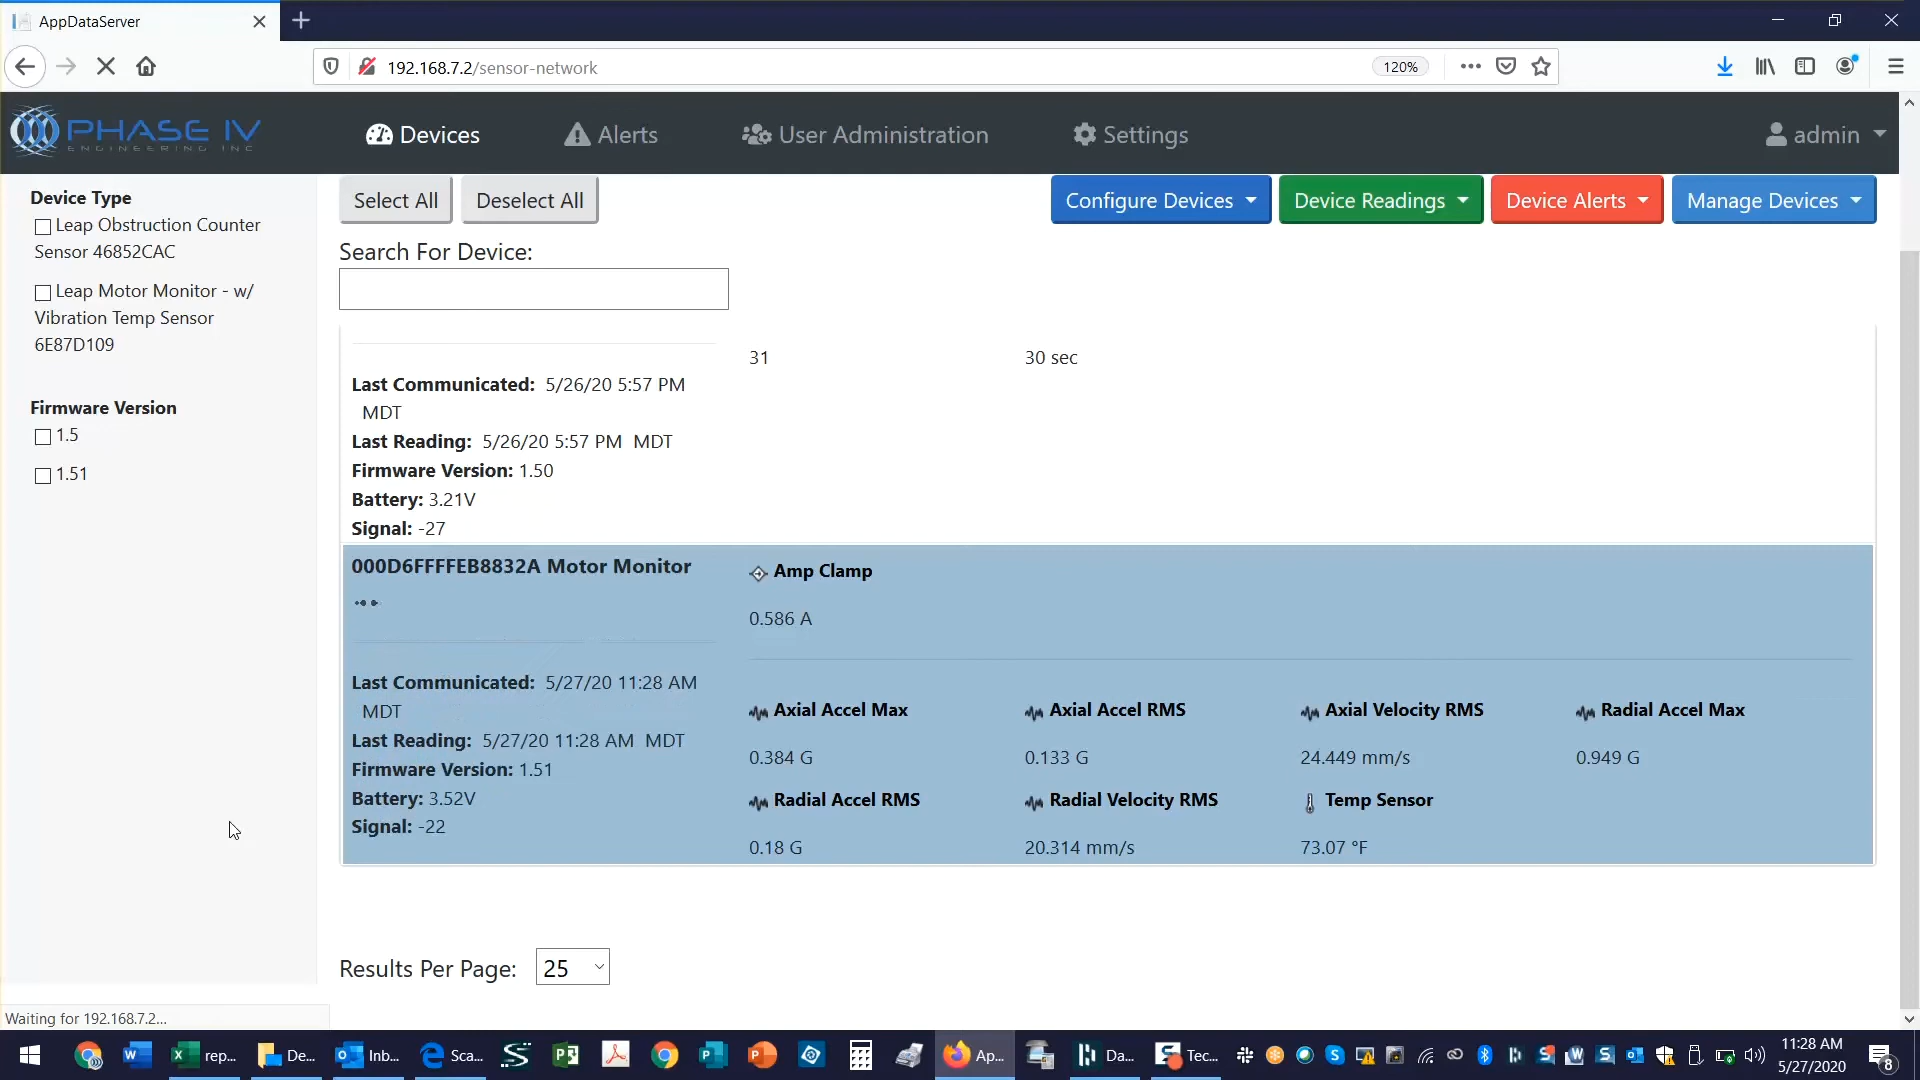 AppDataServer
192.168.7.2/sensor-network
120%
PHASE IV
ENGINEERING INC
Devices
Alerts
User Administration
Settings
admin
Device Type
Leap Obstruction Counter
Sensor 46852CAC
Leap Motor Monitor - w/
Vibration Temp Sensor
6E87D109
Firmware Version
1.5
1.51
Select All
Deselect All
Configure Devices
Device Readings
Device Alerts
Manage Devices
Search For Device:
31
30 sec
Last Communicated: 5/26/20 5:57 PM
MDT
Last Reading: 5/26/20 5:57 PM MDT
Firmware Version: 1.50
Battery: 3.21V
Signal: -27
000D6FFFFEB8832A Motor Monitor
Last Communicated: 5/27/20 11:28 AM
MDT
Last Reading: 5/27/20 11:28 AM MDT
Firmware Version: 1.51
Battery: 3.52V
Signal: -22
Amp Clamp
0.586 A
Axial Accel Max
Axial Accel RMS
Axial Velocity RMS
Radial Accel Max
0.384 G
0.133 G
24.449 mm/s
0.949 G
Radial Accel RMS
Radial Velocity RMS
Temp Sensor
0.18 G
20.314 mm/s
73.07 °F
Results Per Page: 25
Waiting for 192.168.7.2...
rep...
De...
Inb...
Sca...
Ap...
Da...
Tec...
11:28 AM
5/27/2020
8